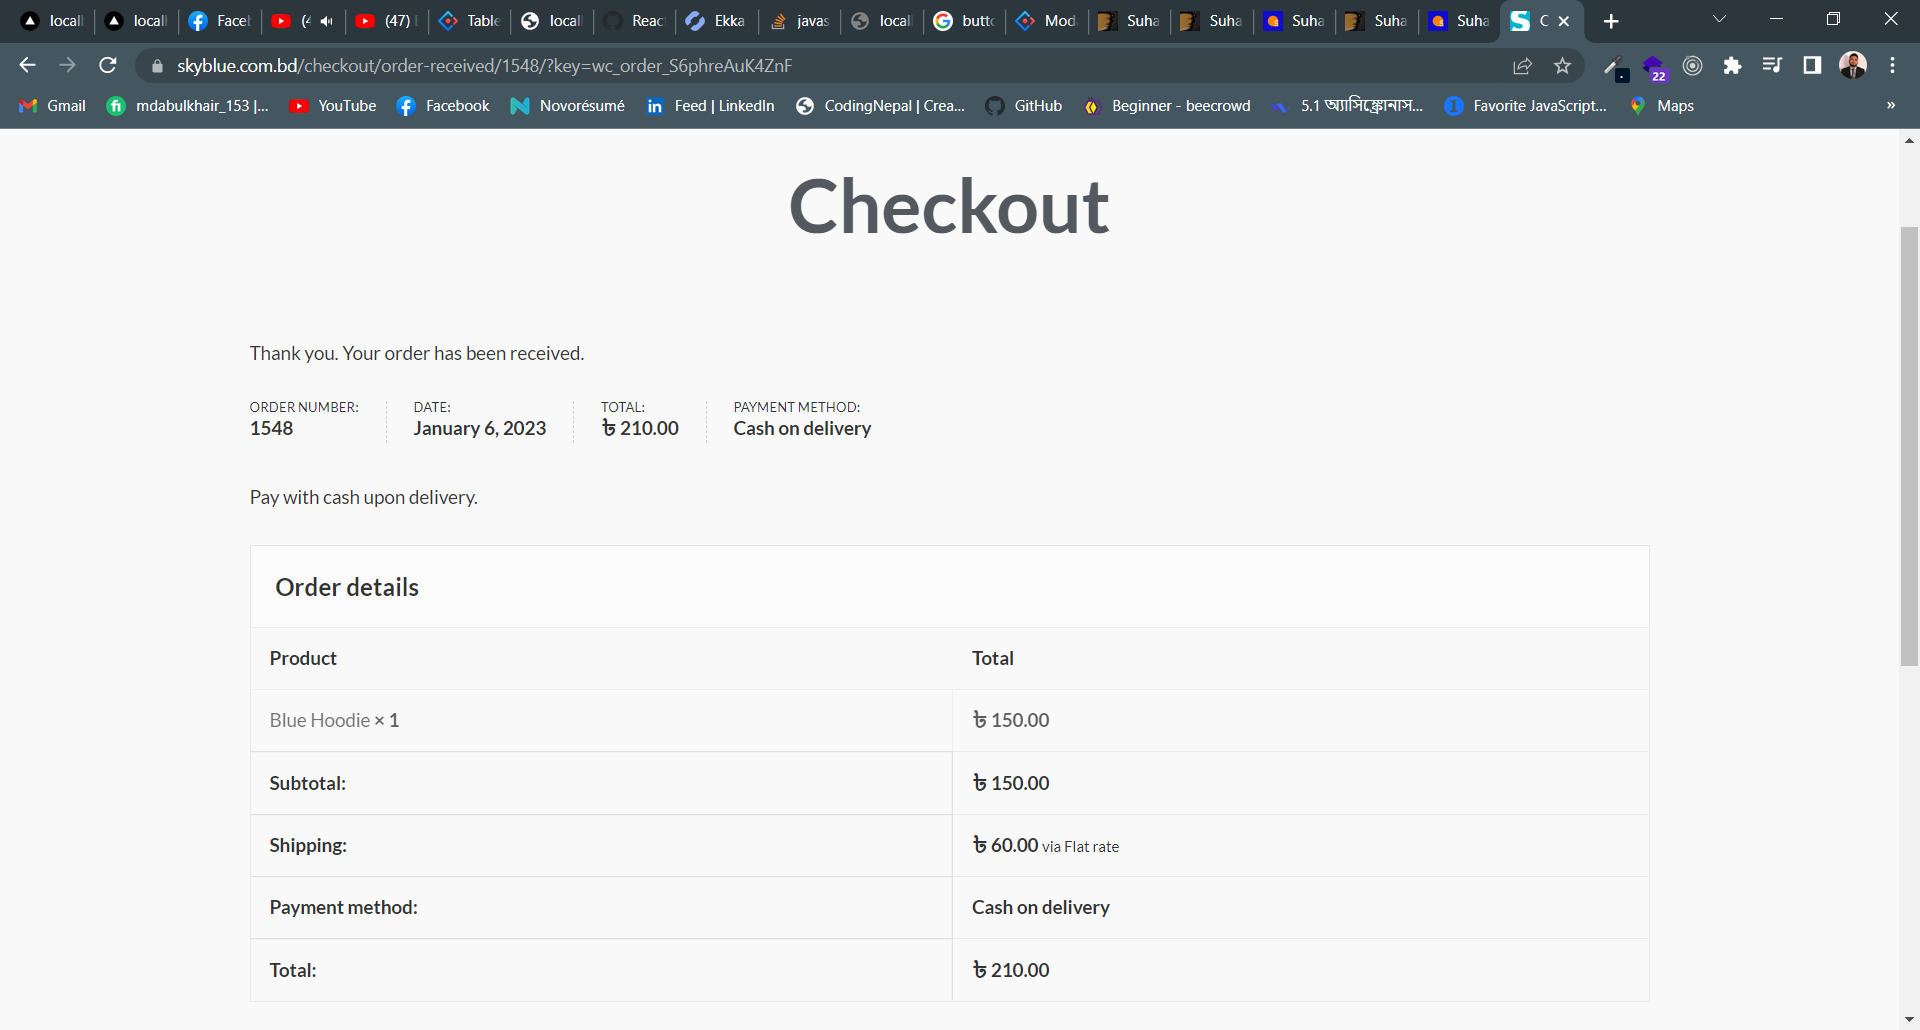 locall
locall
Faceb
(4
(47)
Table
locall
Reac
Ekka
javas
locall
butto
Mod
Suha
Suha
Suha
Suha
Suha
C
skyblue.com.bd/checkout/order-received/1548/?key=wc_order_S6phreAuK4ZnF
22
Gmail
mdabulkhair_153 |...
YouTube
Facebook
Novorésumé
Feed | LinkedIn
CodingNepal | Crea...
GitHub
Beginner - beecrowd
5.1 অ্যাসিঙ্ক্রোনাস...
Favorite JavaScript...
Maps
»
Checkout
Thank you. Your order has been received.
ORDER NUMBER: DATE: TOTAL: PAYMENT METHOD:
1548 January 6, 2023 ৳ 210.00 Cash on delivery
Pay with cash upon delivery.
Order details
Product Total
Blue Hoodie × 1 ৳ 150.00
Subtotal: ৳ 150.00
Shipping: ৳ 60.00 via Flat rate
Payment method: Cash on delivery
Total: ৳ 210.00